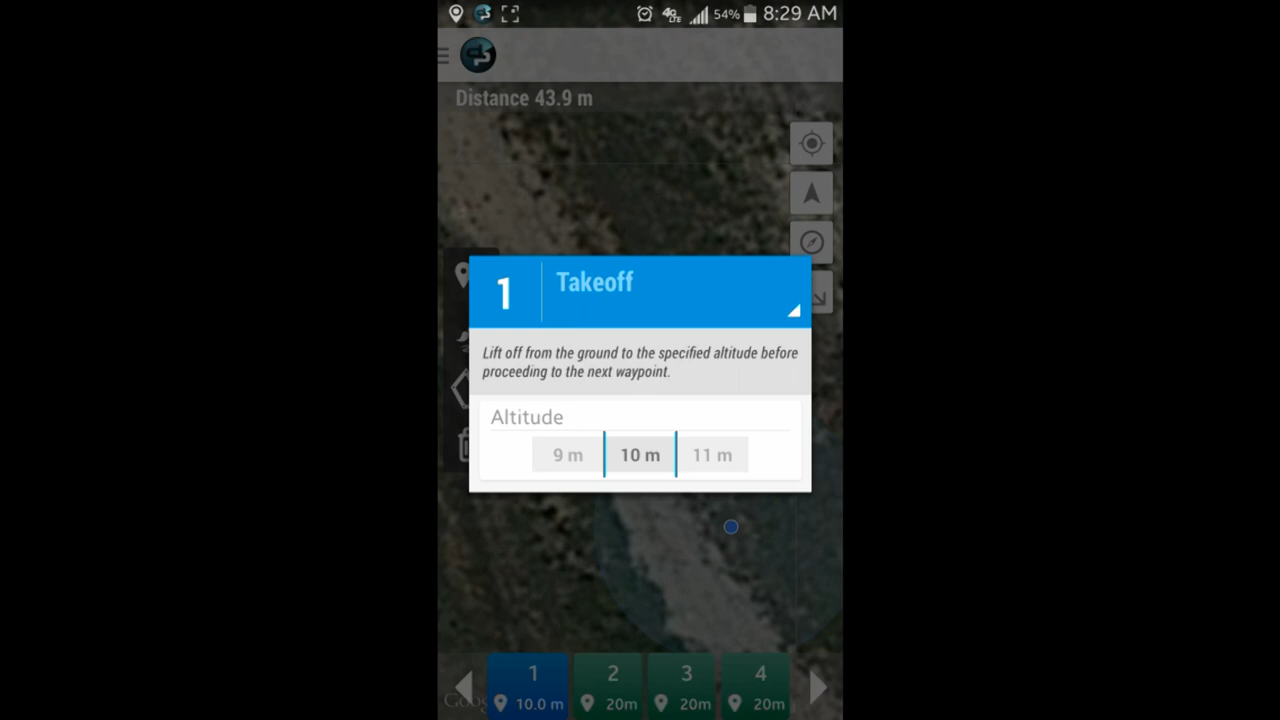 54% 8:29 AM
Distance 43.9 m
1 Takeoff
Lift off from the ground to the specified altitude before
proceeding to the next waypoint.
Altitude
9 m 10 m 11 m
1 2 3 4
10.0 m 20m 20m 20m